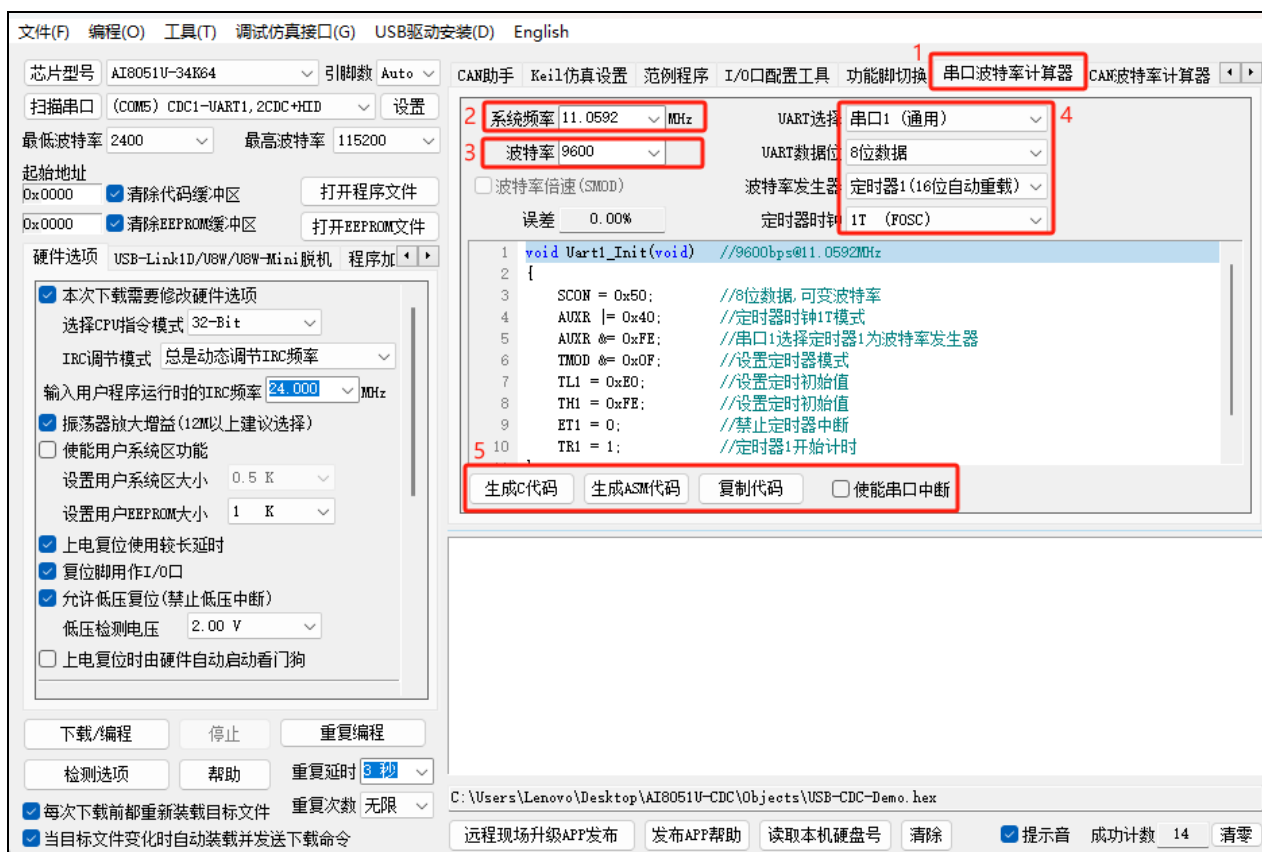 文件(F) 编程(O) 工具(T) 调试仿真接口(G) USB驱动安装(D) English
芯片型号 AI8051U-34K64 引脚数 Auto
扫描串口 (COM5) CDC1-UART1,2CDC+HID 设置
最低波特率 2400 最高波特率 115200
起始地址
0x0000 清除代码缓冲区 打开程序文件
0x0000 清除EEPROM缓冲区 打开EEPROM文件
硬件选项 USB-Link1D/U8W/U8W-Mini脱机 程序加
本次下载需要修改硬件选项
选择CPU指令模式 32-Bit
IRC调节模式 总是动态调节IRC频率
输入用户程序运行时的IRC频率 24.000 MHz
振荡器放大增益(12M以上建议选择)
使能用户系统区功能
设置用户系统区大小 0.5 K
设置用户EEPROM大小 1 K
上电复位使用较长延时
复位脚用作I/O口
允许低压复位(禁止低压中断)
低压检测电压 2.00 V
上电复位时由硬件自动启动看门狗
下载/编程 停止 重复编程
检测选项 帮助 重复延时 3 秒
每次下载前都重新装载目标文件 重复次数 无限
当目标文件变化时自动装载并发送下载命令
1
CAN助手 Keil仿真设置 范例程序 I/O口配置工具 功能脚切换 串口波特率计算器 CAN波特率计算器
2 系统频率 11.0592 MHz UART选择 串口1 (通用) 4
3 波特率 9600 UART数据位 8位数据
波特率倍速(SMOD) 波特率发生器 定时器1(16位自动重载)
误差 0.00% 定时器时钟 1T (FOSC)
1 void Uart1_Init(void) //9600bps@11.0592MHz
2 {
3 SCON = 0x50; //8位数据,可变波特率
4 AUXR |= 0x40; //定时器时钟1T模式
5 AUXR &= 0xFE; //串口1选择定时器1为波特率发生器
6 TMOD &= 0x0F; //设置定时器模式
7 TL1 = 0xE0; //设置定时初始值
8 TH1 = 0xFE; //设置定时初始值
9 ET1 = 0; //禁止定时器中断
10 TR1 = 1; //定时器1开始计时
5
生成C代码 生成ASM代码 复制代码 使能串口中断
C:\Users\Lenovo\Desktop\AI8051U-CDC\Objects\USB-CDC-Demo.hex
远程现场升级APP发布 发布APP帮助 读取本机硬盘号 清除 提示音 成功计数 14 清零